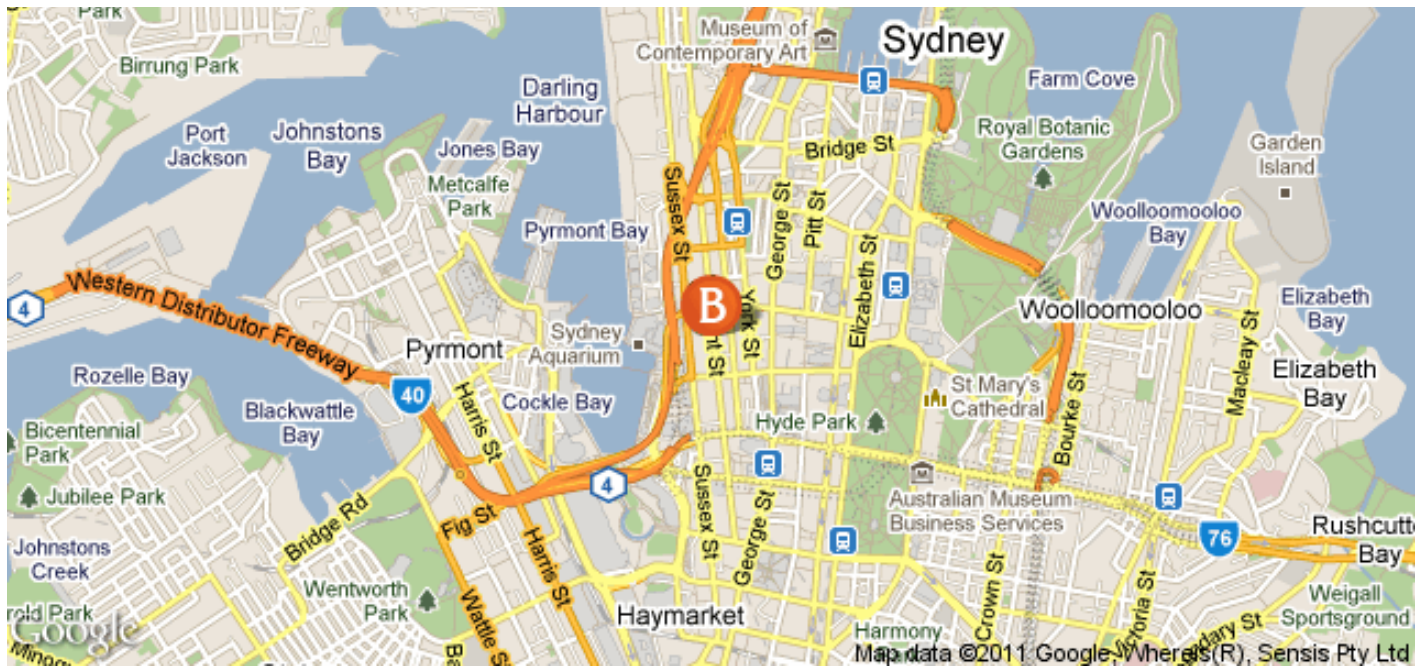 Park
Birrung Park
Museum of
Contemporary Art
Sydney
Darling
Harbour
Farm Cove
Port
Jackson
Johnstons
Bay
Jones Bay
Bridge St
Royal Botanic
Gardens
Garden
Island
Metcalfe
Park
Sussex St
George St
Pitt St
Pyrmont Bay
Woolloomooloo
Bay
Elizabeth St
4
Western Distributor Freeway
B
York St
nt St
Woolloomooloo
Elizabeth
Bay
Sydney
Aquarium
Pyrmont
Rozelle Bay
40
Harris St
Cockle Bay
St Mary's
Cathedral
Bourke St
Macleay St
Elizabeth
Bay
Blackwattle
Bay
Hyde Park
Bicentennial
Park
Jubilee Park
4
Australian Museum
Business Services
Bridge Rd
Fig St
Harris St
Sussex St
George St
76
Rushcutte
Bay
Johnstons
Creek
Wentworth
Park
Wattle St
Haymarket
Crown St
Victoria St
Weigall
Sportsground
rold Park
Google
Harmony
Map data ©2011 Google, Whereis(R), Sensis Pty Ltd